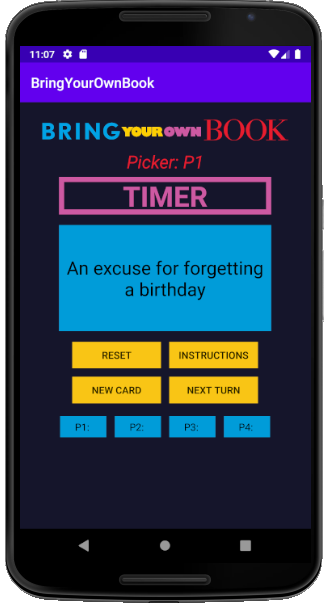 11:07
BringYourOwnBook
BRING YOUR OWN BOOK
Picker: P1
TIMER
An excuse for forgetting
a birthday
RESET INSTRUCTIONS
NEW CARD NEXT TURN
P1: P2: P3: P4: